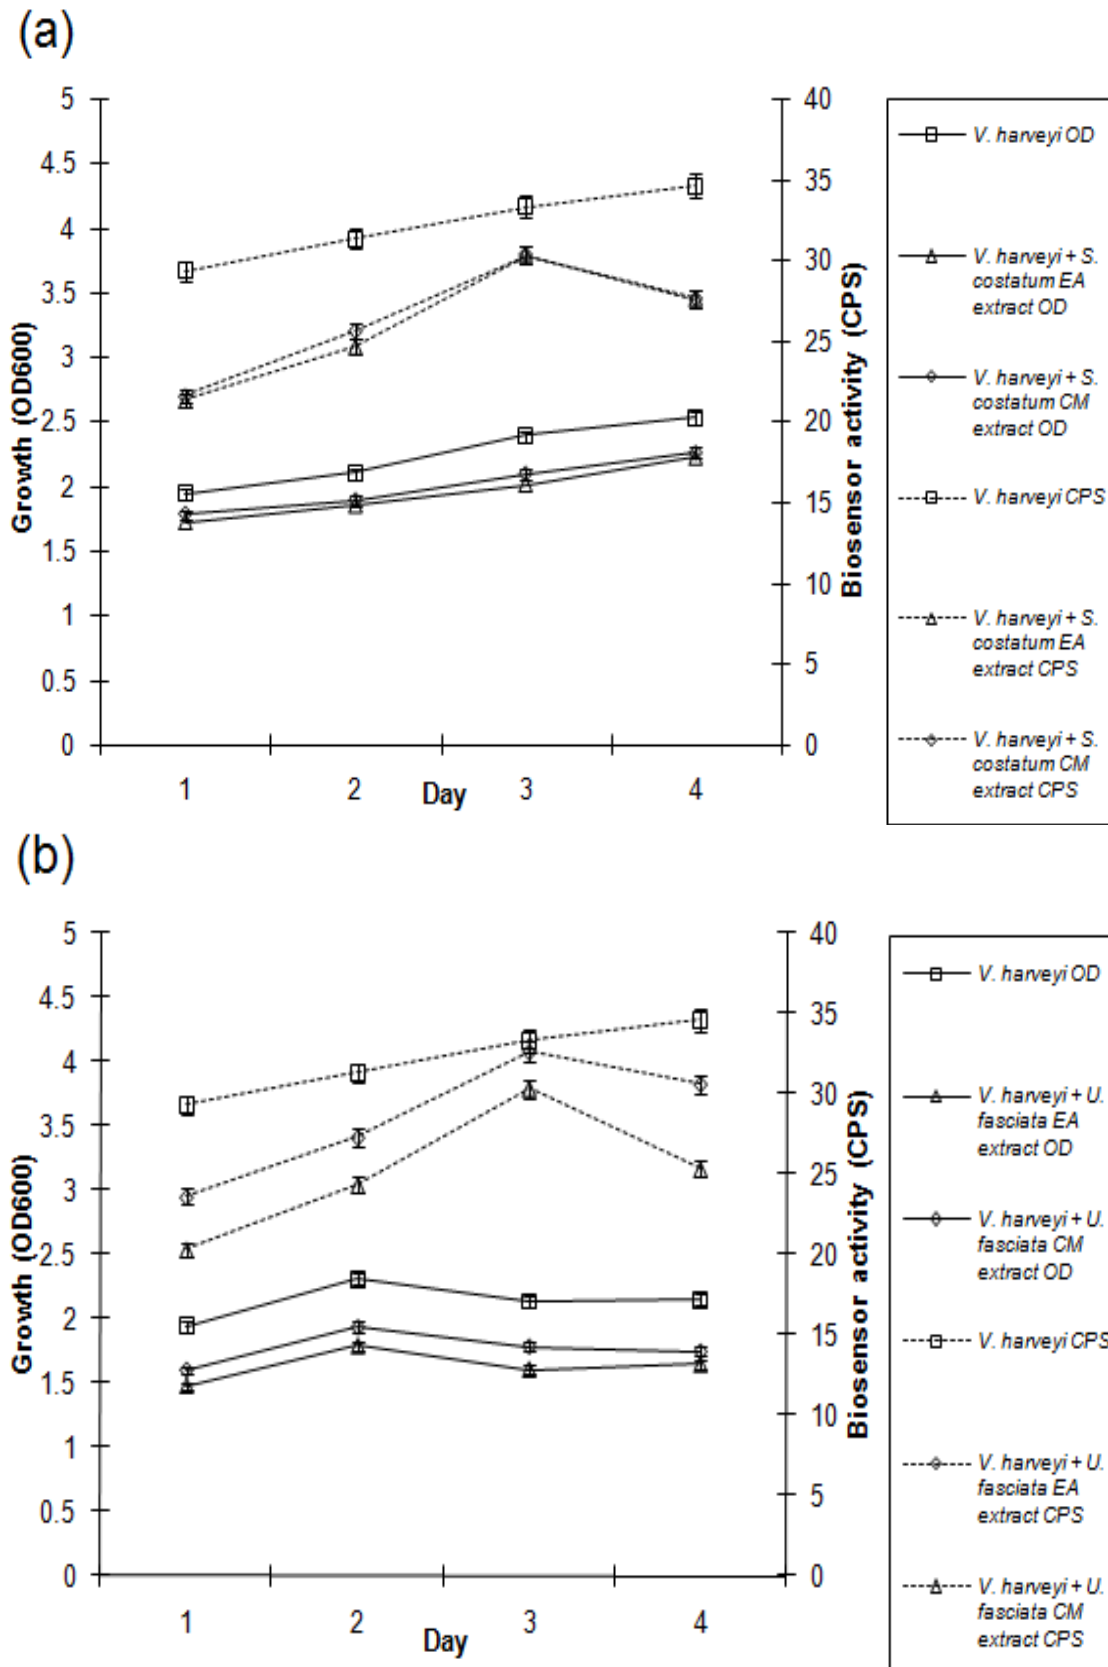 (a)
5
4.5
4
3.5
3
2.5
2
1.5
1
0.5
0
Growth (OD600)
40
35
30
25
20
15
10
5
0
Biosensor activity (CPS)
1
2
3
4
Day
V. harveyi OD
V. harveyi + S.
costatum EA
extract OD
V. harveyi + S.
costatum CM
extract OD
V. harveyi CPS
V. harveyi + S.
costatum EA
extract CPS
V. harveyi + S.
costatum CM
extract CPS
(b)
5
4.5
4
3.5
3
2.5
2
1.5
1
0.5
0
Growth (OD600)
40
35
30
25
20
15
10
5
0
Biosensor activity (CPS)
1
2
3
4
Day
V. harveyi OD
V. harveyi + U.
fasciata EA
extract OD
V. harveyi + U.
fasciata CM
extract OD
V. harveyi CPS
V. harveyi + U.
fasciata EA
extract CPS
V. harveyi + U.
fasciata CM
extract CPS